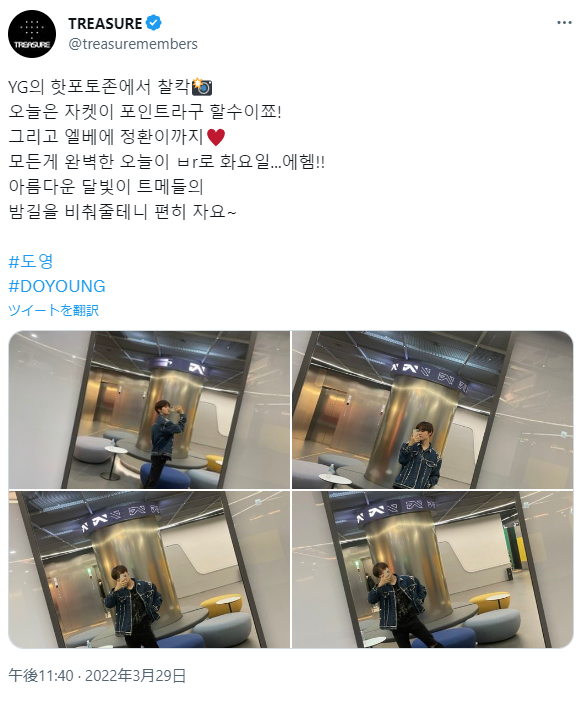 TREASURE
TREASURE
@treasuremembers
YG의 핫포토존에서 찰칵📸
오늘은 자켓이 포인트라구 할수이쬬!
그리고 엘베에 정환이까지♥️
모든게 완벽한 오늘이 ㅂr로 화요일...에헴!!
아름다운 달빛이 트메들의
밤길을 비춰줄테니 편히 자요~
#도영
#DOYOUNG
ツイートを翻訳
午後11:40 · 2022年3月29日